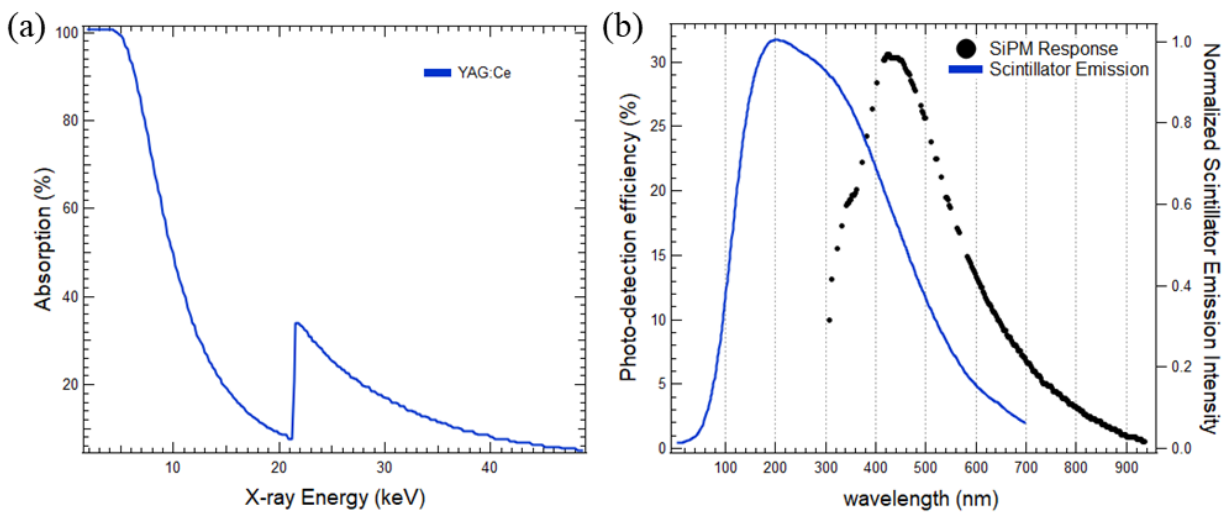 (a)
100
80
60
40
20
Absorption (%)
YAG:Ce
10
20
30
40
X-ray Energy (keV)
(b)
30
25
20
15
10
5
0
Photo-detection efficiency (%)
SiPM Response
Scintillator Emission
1.0
0.8
0.6
0.4
0.2
0.0
Normalized Scintillator Emission Intensity
100 200 300 400 500 600 700 800 900
wavelength (nm)